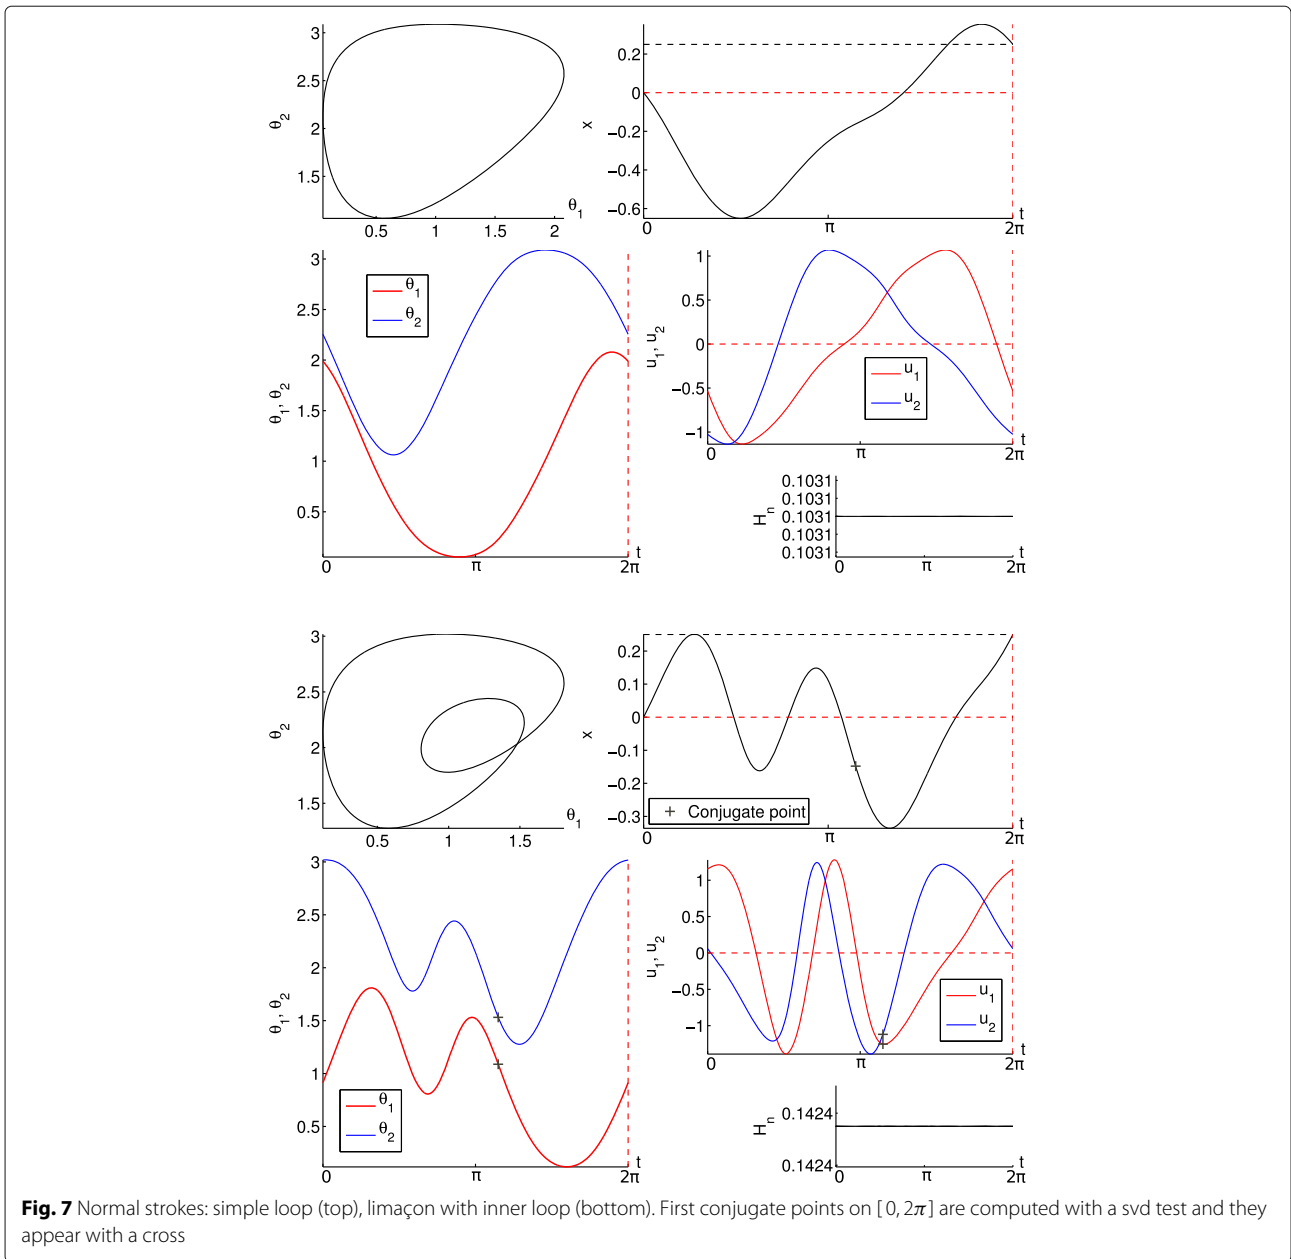 3
2.5
2
1.5
θ2
0.5 1 1.5 2
θ1
0.2
0
−0.2
−0.4
−0.6
x
0 π 2π
t
3
2.5
2
1.5
1
0.5
θ1, θ2
θ1
θ2
0 π 2π
t
1
0.5
0
−0.5
−1
u1, u2
u1
u2
0 π 2π
t
0.1031
0.1031
0.1031
0.1031
0.1031
Hn
0 π 2π
t
3
2.5
2
1.5
θ2
0.5 1 1.5
θ1
0.2
0.1
0
−0.1
−0.2
−0.3
x
+ Conjugate point
0 π 2π
t
3
2.5
2
1.5
1
0.5
θ1, θ2
θ1
θ2
0 π 2π
t
1
0.5
0
−0.5
−1
u1, u2
u1
u2
0 π 2π
t
0.1424
0.1424
Hn
0 π 2π
t
Fig. 7 Normal strokes: simple loop (top), limaçon with inner loop (bottom). First conjugate points on [0, 2π] are computed with a svd test and they
appear with a cross